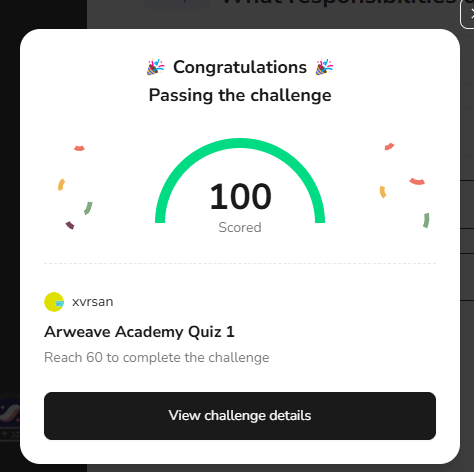 What responsibilities
🎉 Congratulations 🎉
Passing the challenge
100
Scored
xvrsan
Arweave Academy Quiz 1
Reach 60 to complete the challenge
View challenge details